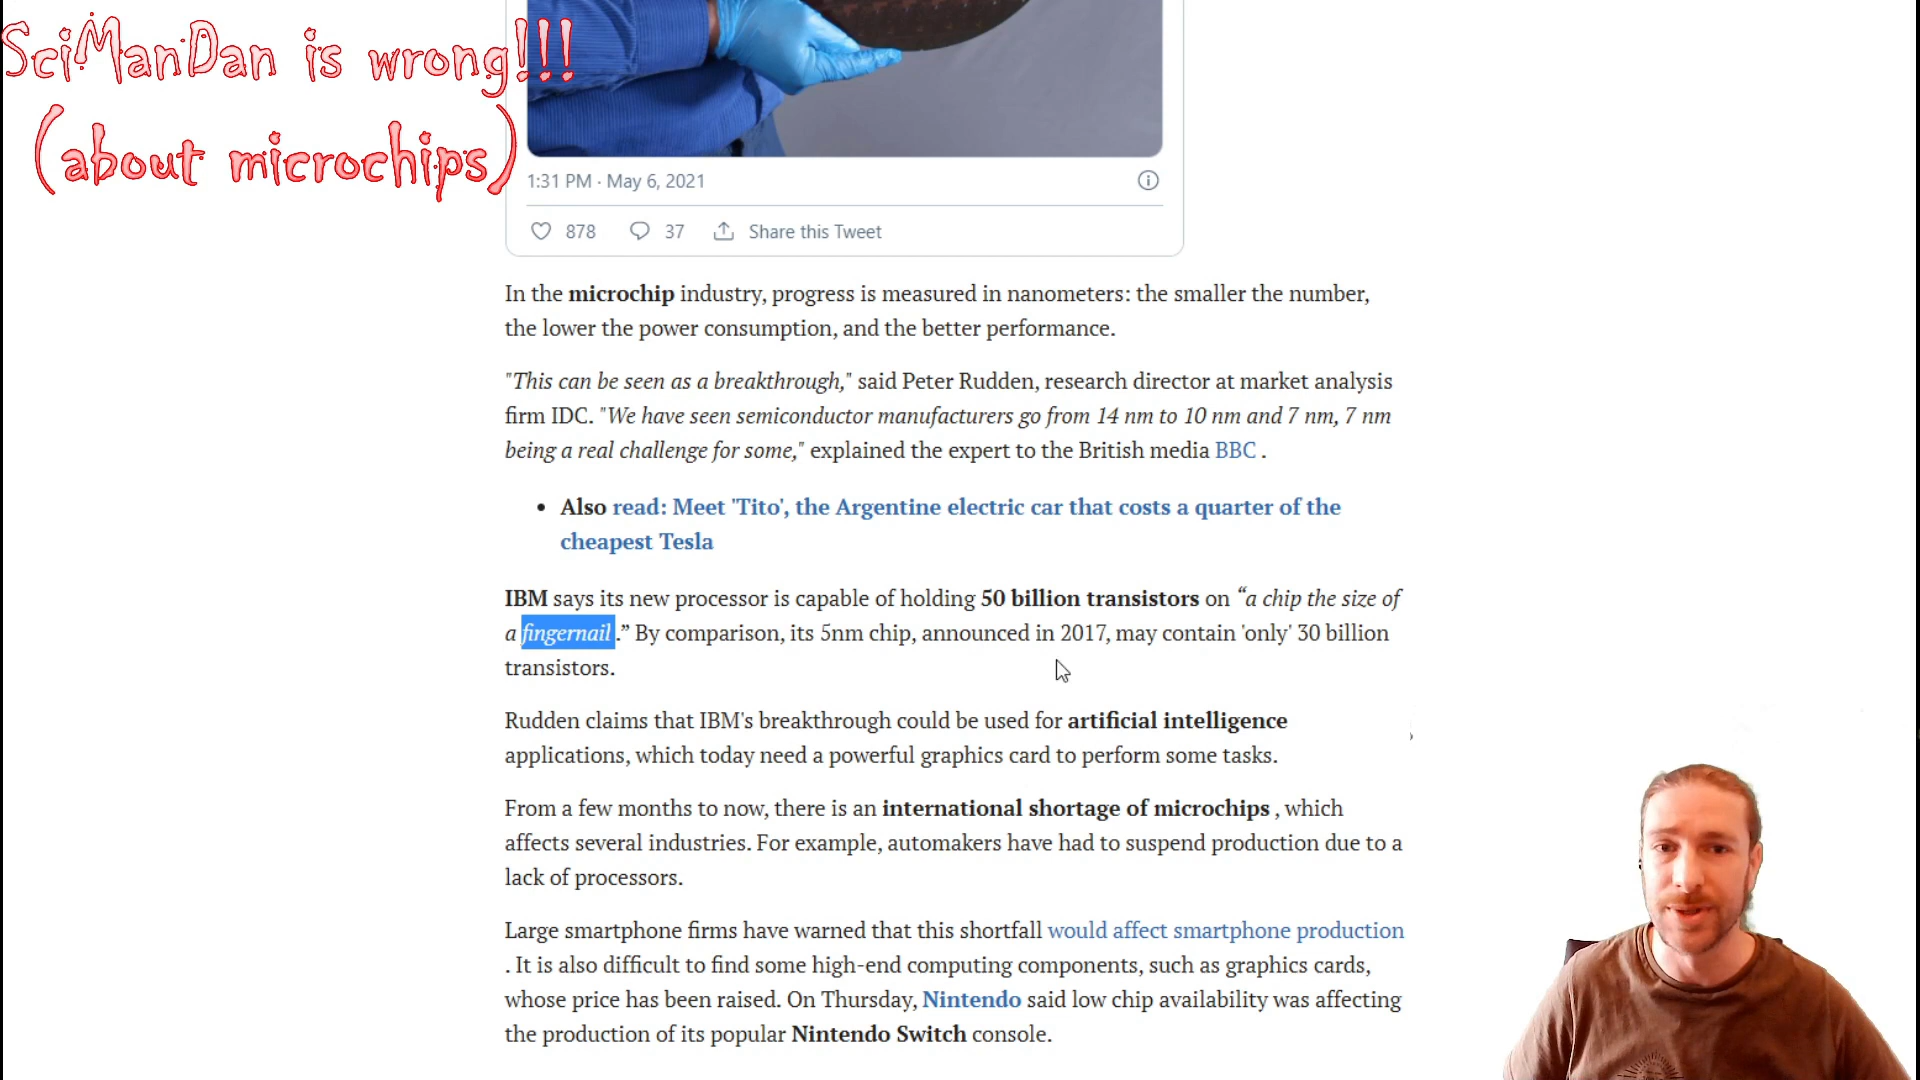 SciManDan is wrong!!!
(about microchips)
1:31 PM · May 6, 2021
878 37 Share this Tweet
In the microchip industry, progress is measured in nanometers: the smaller the number,
the lower the power consumption, and the better performance.
"This can be seen as a breakthrough," said Peter Rudden, research director at market analysis
firm IDC. "We have seen semiconductor manufacturers go from 14 nm to 10 nm and 7 nm, 7 nm
being a real challenge for some," explained the expert to the British media BBC .
• Also read: Meet 'Tito', the Argentine electric car that costs a quarter of the
cheapest Tesla
IBM says its new processor is capable of holding 50 billion transistors on “a chip the size of
a fingernail .” By comparison, its 5nm chip, announced in 2017, may contain 'only' 30 billion
transistors.
Rudden claims that IBM's breakthrough could be used for artificial intelligence
applications, which today need a powerful graphics card to perform some tasks.
From a few months to now, there is an international shortage of microchips , which
affects several industries. For example, automakers have had to suspend production due to a
lack of processors.
Large smartphone firms have warned that this shortfall would affect smartphone production
. It is also difficult to find some high-end computing components, such as graphics cards,
whose price has been raised. On Thursday, Nintendo said low chip availability was affecting
the production of its popular Nintendo Switch console.